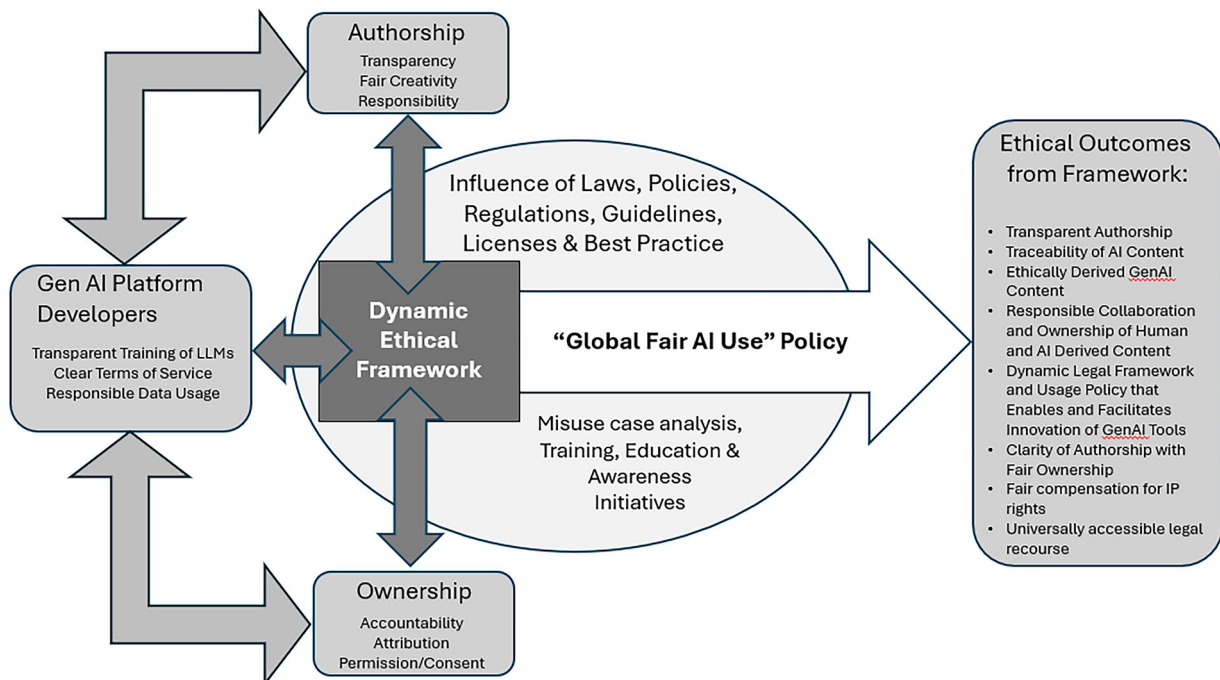 Authorship
Transparency
Fair Creativity
Responsibility
Influence of Laws, Policies,
Regulations, Guidelines,
Licenses & Best Practice
Gen AI Platform
Developers
Transparent Training of LLMs
Clear Terms of Service
Responsible Data Usage
Dynamic
Ethical
Framework
“Global Fair AI Use” Policy
Misuse case analysis,
Training, Education &
Awareness
Initiatives
Ownership
Accountability
Attribution
Permission/Consent
Ethical Outcomes
from Framework:
• Transparent Authorship
• Traceability of AI Content
• Ethically Derived GenAI
Content
• Responsible Collaboration
and Ownership of Human
and AI Derived Content
• Dynamic Legal Framework
and Usage Policy that
Enables and Facilitates
Innovation of GenAI Tools
• Clarity of Authorship with
Fair Ownership
• Fair compensation for IP
rights
• Universally accessible legal
recourse